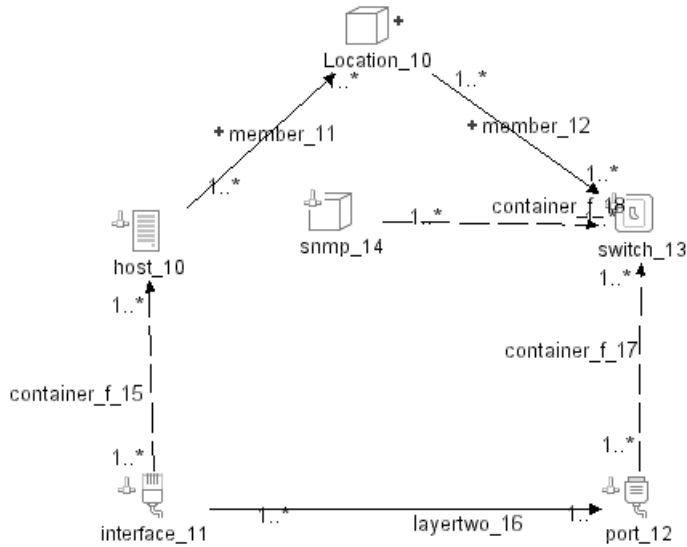 Location_10
1..*
1..*
member_11
member_12
1..*
1..*
1..*
container_f_18
snmp_14
switch_13
host_10
1..*
1..*
container_f_17
container_f_15
1..*
1..*
1..*
layertwo_16
1..
interface_11
port_12